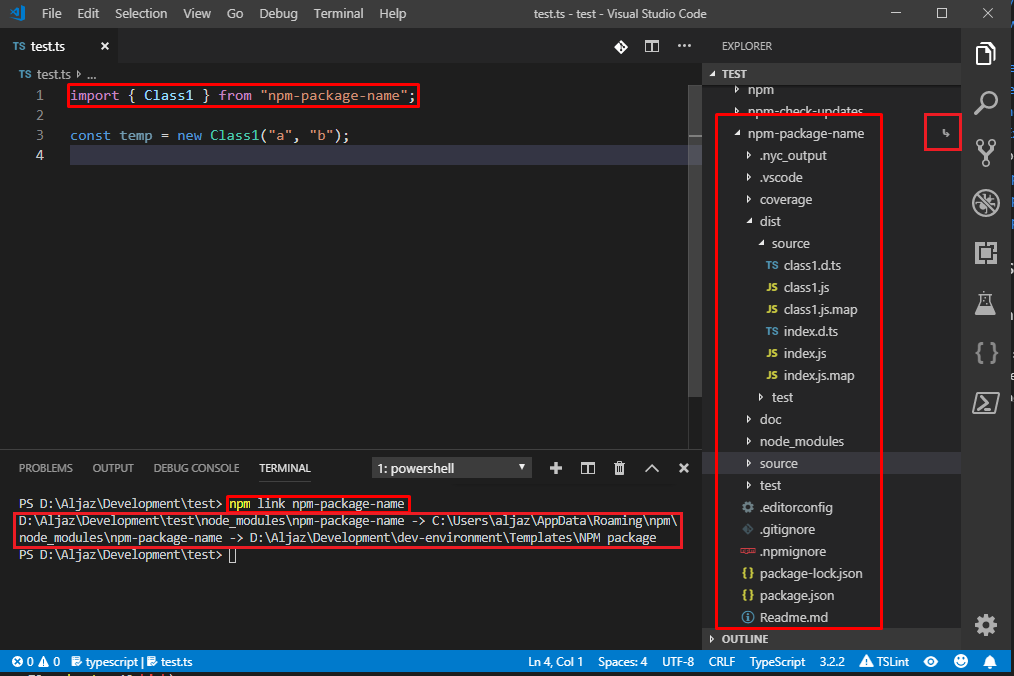 File Edit Selection View Go Debug Terminal Help
test.ts - test - Visual Studio Code
TS test.ts
TS test.ts ...
1 import { Class1 } from "npm-package-name";
2
3 const temp = new Class1("a", "b");
4
EXPLORER
TEST
npm
npm-check-updates
npm-package-name
.nyc_output
.vscode
coverage
dist
source
TS class1.d.ts
JS class1.js
JS class1.js.map
TS index.d.ts
JS index.js
JS index.js.map
test
doc
node_modules
source
test
.editorconfig
.gitignore
.npmignore
{} package-lock.json
{} package.json
Readme.md
OUTLINE
PROBLEMS OUTPUT DEBUG CONSOLE TERMINAL 1: powershell
PS D:\Aljaz\Development\test> npm link npm-package-name
D:\Aljaz\Development\test\node_modules\npm-package-name -> C:\Users\aljaz\AppData\Roaming\npm\
node_modules\npm-package-name -> D:\Aljaz\Development\dev-environment\Templates\NPM package
PS D:\Aljaz\Development\test>
0 0 typescript | test.ts Ln 4, Col 1 Spaces: 4 UTF-8 CRLF TypeScript 3.2.2 TSLint